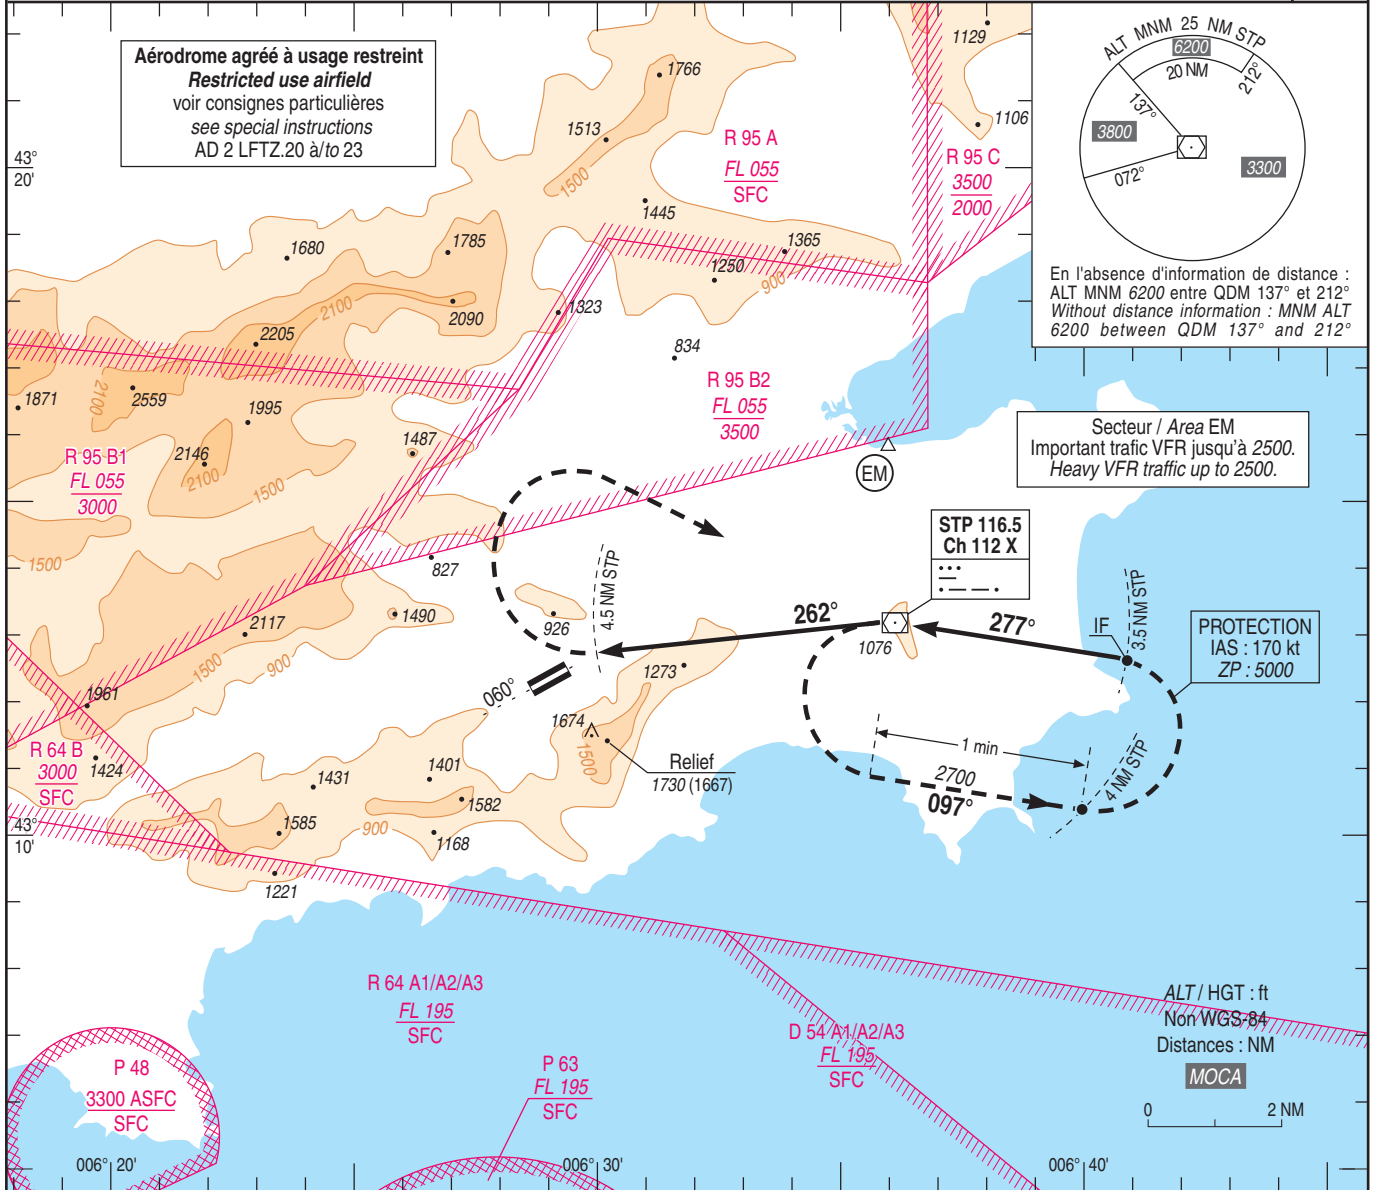 Aérodrome agréé à usage restreint
Restricted use airfield
voir consignes particulières
see special instructions
AD 2 LFTZ.20 à/to 23
ALT MNM 25 NM STP
6200
20 NM
212°
137°
3800
072°
3300
En l'absence d'information de distance :
ALT MNM 6200 entre QDM 137° et 212°
Without distance information : MNM ALT
6200 between QDM 137° and 212°
1129
1106
1766
1513
1500
1445
R 95 A
FL 055
SFC
R 95 C
3500
2000
43°
20'
1680
1785
2100
2090
2205
1323
1365
1250
900
834
R 95 B2
FL 055
3500
1871
2100
2559
1995
2146
2100
1500
1487
R 95 B1
FL 055
3000
1500
Secteur / Area EM
Important trafic VFR jusqu'à 2500.
Heavy VFR traffic up to 2500.
EM
STP 116.5
Ch 112 X
827
4.5 NM STP
926
1490
2117
1500
900
262°
1076
277°
IF
3.5 NM STP
PROTECTION
IAS : 170 kt
ZP : 5000
060°
1273
1674
1500
Relief
1730 (1667)
1961
R 64 B
3000
SFC
1424
1431
1401
1582
1585
900
1168
1221
43°
10'
1 min
2700
097°
4 NM STP
R 64 A1/A2/A3
FL 195
SFC
D 54 A1/A2/A3
FL 195
SFC
P 63
FL 195
SFC
P 48
3300 ASFC
SFC
ALT / HGT : ft
Non WGS-84
Distances : NM
MOCA
0 2 NM
006° 20'
006° 30'
006° 40'